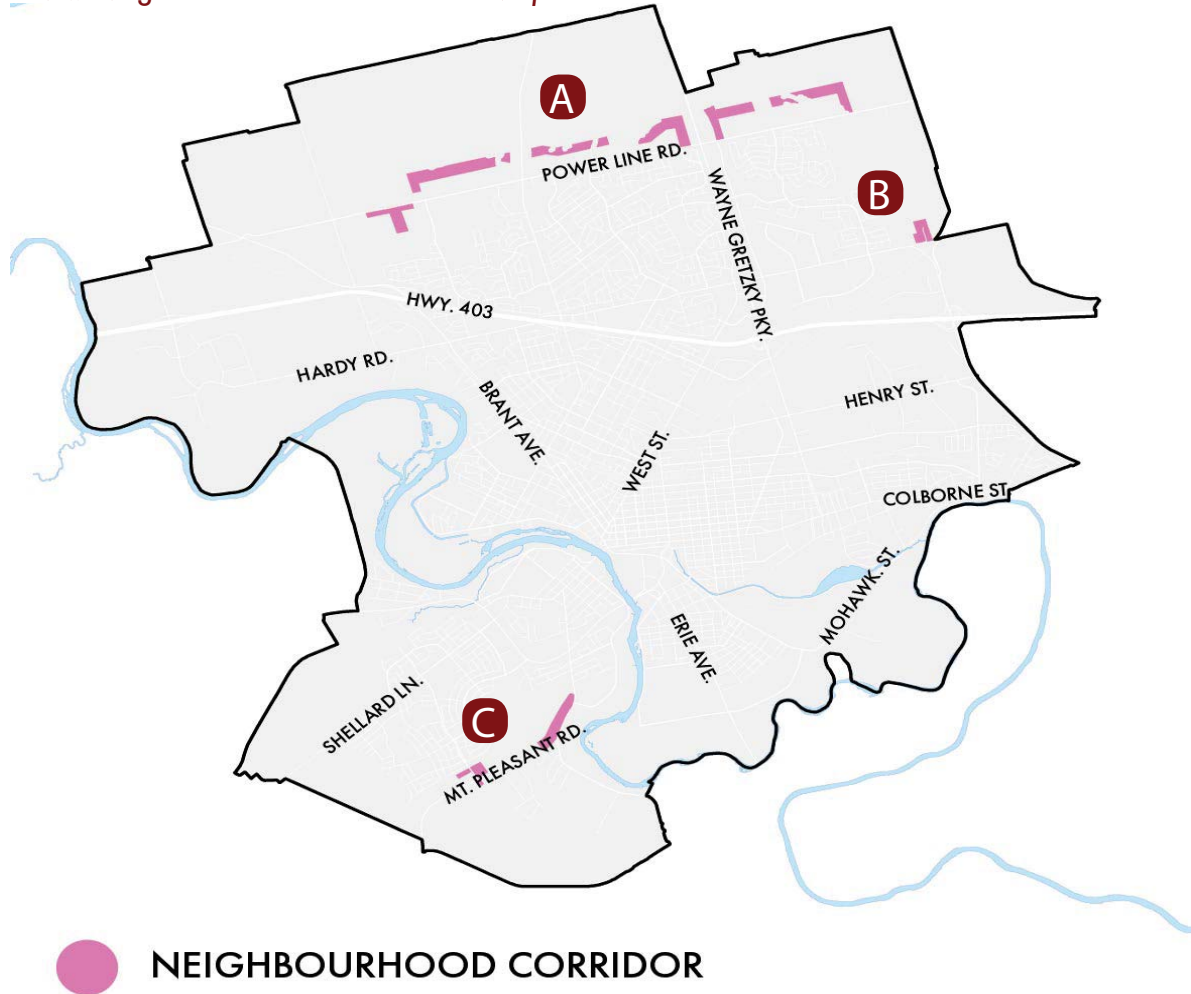 A
POWER LINE RD.
B
WAYNE GRETZKY PKY.
HWY. 403
HARDY RD.
BRANT AVE.
HENRY ST.
WEST ST.
COLBORNE ST
MOHAWK. ST.
ERIE AVE.
SHELLARD LN.
C
MT. PLEASANT RD.
NEIGHBOURHOOD CORRIDOR